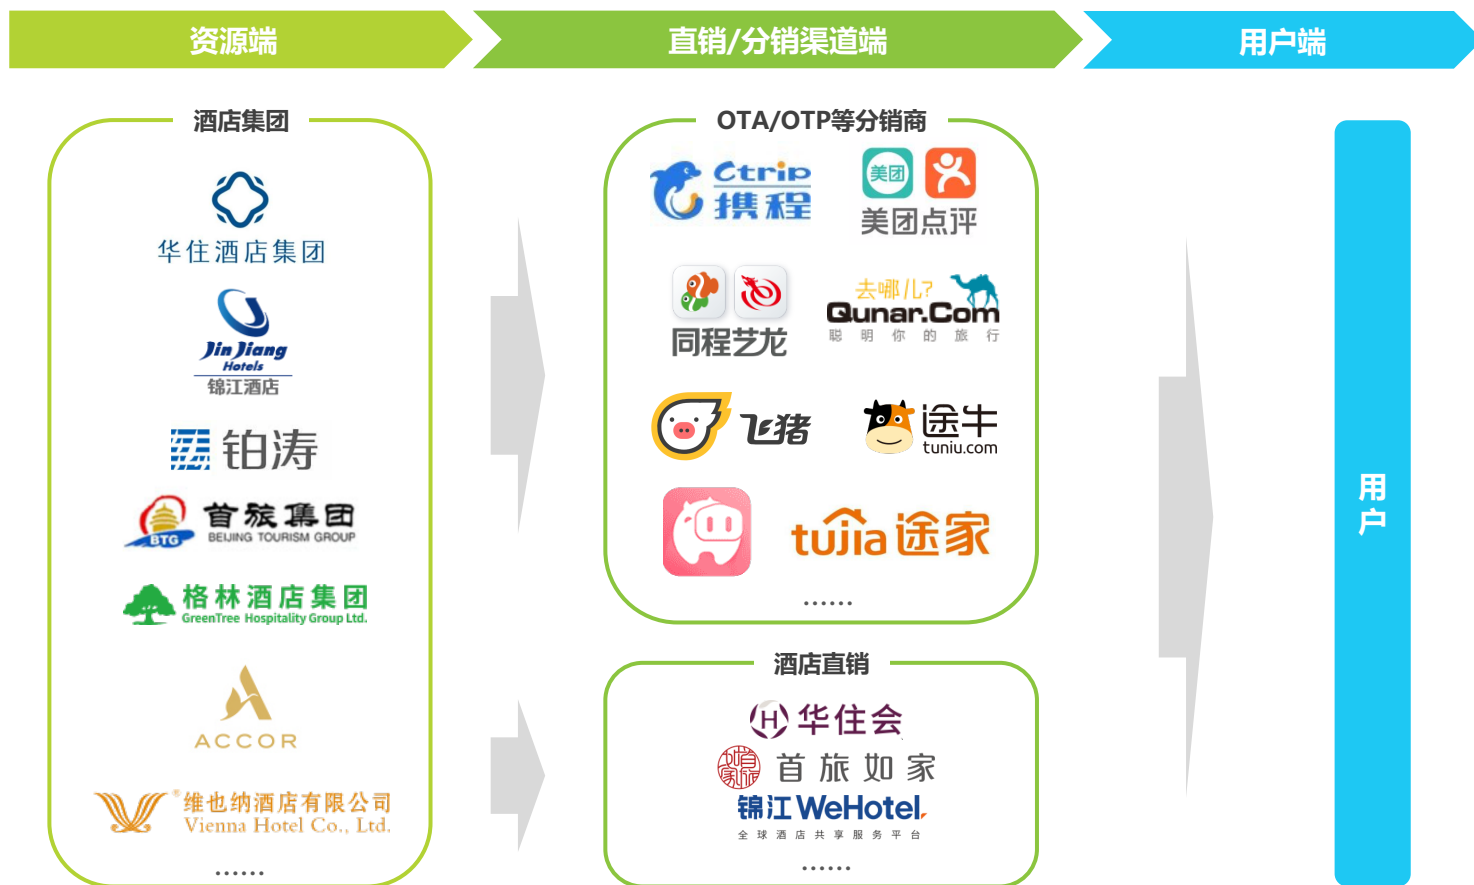 资源端
直销/分销渠道端
用户端
酒店集团
华住酒店集团
Jin Jiang
Hotels
锦江酒店
铂涛
BTG
首旅集团
BEIJING TOURISM GROUP
格林酒店集团
GreenTree Hospitality Group Ltd.
ACCOR
®维也纳酒店有限公司
Vienna Hotel Co., Ltd.
......
OTA/OTP等分销商
Ctrip
携程
美团
美团点评
同程艺龙
去哪儿?
Qunar.Com
聪明你的旅行
飞猪
途牛
tuniu.com
tujia 途家
......
酒店直销
H 华住会
首旅如家
首旅如家
锦江 WeHotel
全球酒店共享服务平台
......
用户